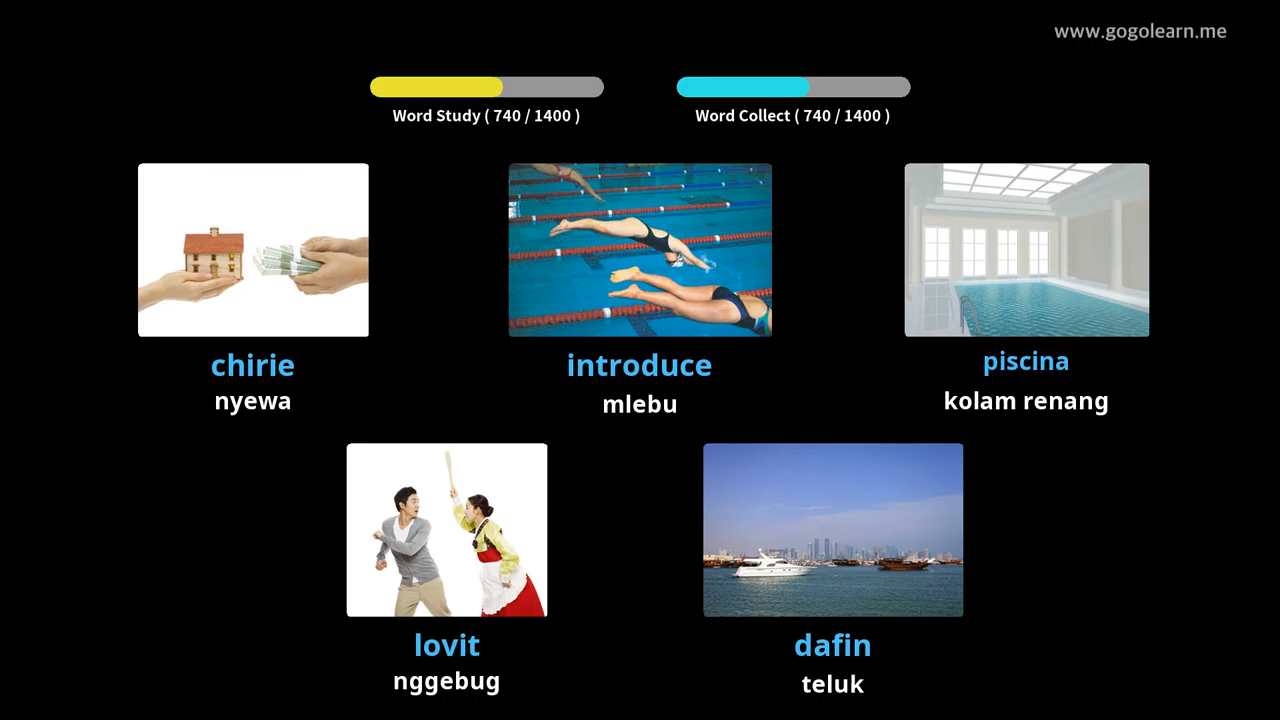 www.gogolearn.me
Word Study ( 740 / 1400 )
Word Collect ( 740 / 1400 )
chirie
nyewa
introduce
mlebu
piscina
kolam renang
lovit
nggebug
dafin
teluk